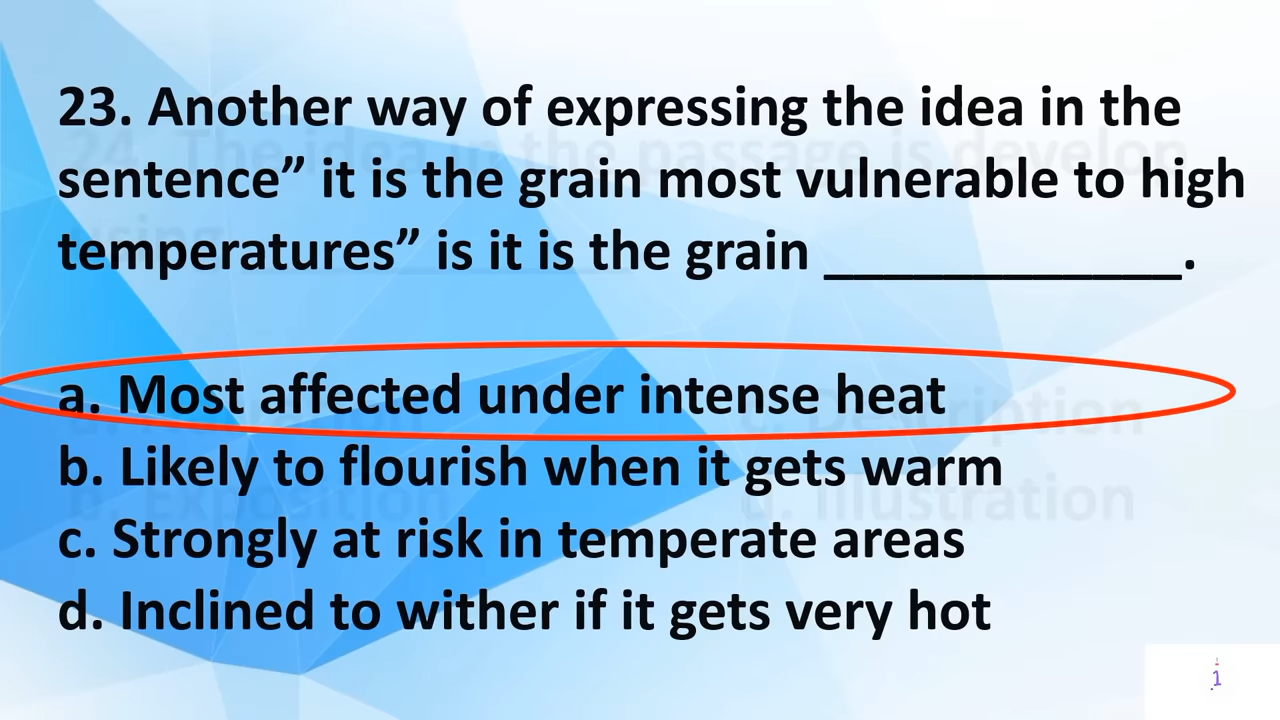 23. Another way of expressing the idea in the
sentence” it is the grain most vulnerable to high
temperatures” is it is the grain ____________.
a. Most affected under intense heat
b. Likely to flourish when it gets warm
c. Strongly at risk in temperate areas
d. Inclined to wither if it gets very hot
1